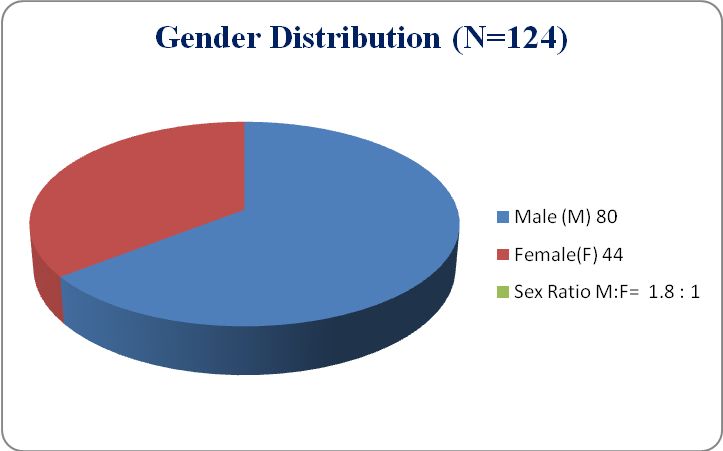 Gender Distribution (N=124)
Male (M) 80
Female(F) 44
Sex Ratio M:F=  1.8 : 1